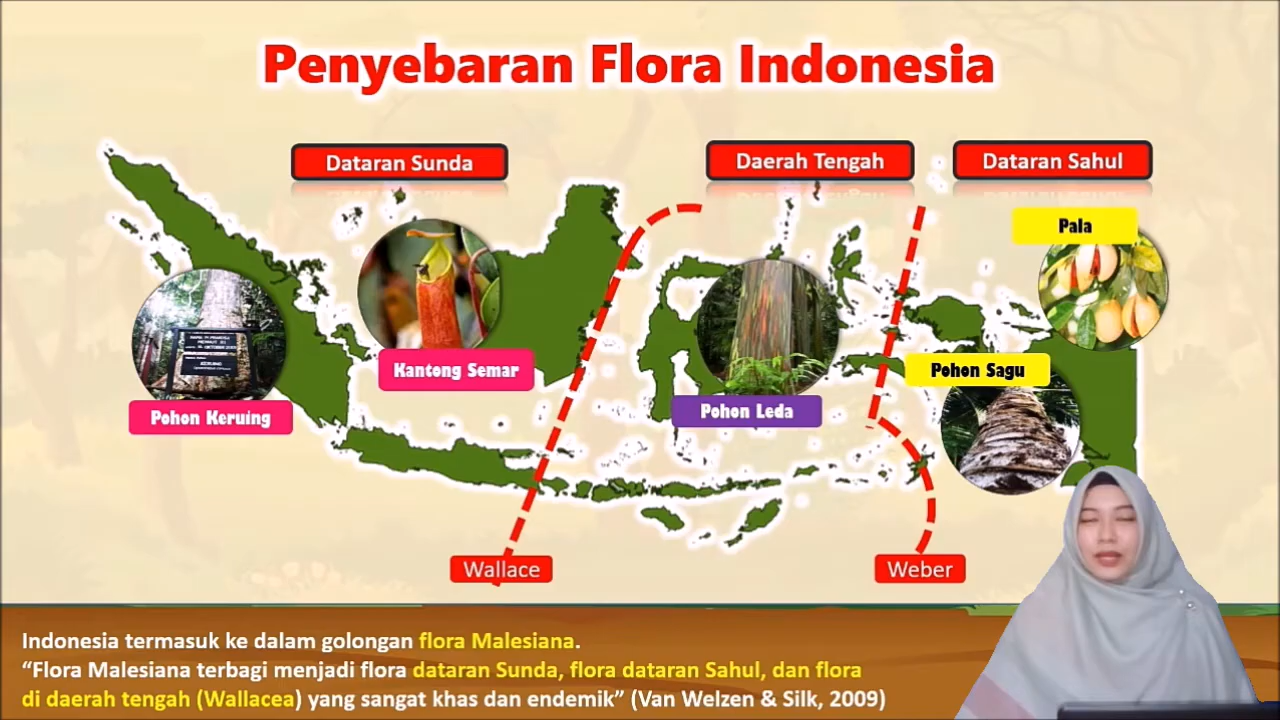 Penyebaran Flora Indonesia
Dataran Sunda
Daerah Tengah
Dataran Sahul
Pala
Kantong Semar
Pohon Sagu
Pohon Keruing
Pohon Leda
Wallace
Weber
Indonesia termasuk ke dalam golongan flora Malesiana.
“Flora Malesiana terbagi menjadi flora dataran Sunda, flora dataran Sahul, dan flora
di daerah tengah (Wallacea) yang sangat khas dan endemik” (Van Welzen & Silk, 2009)